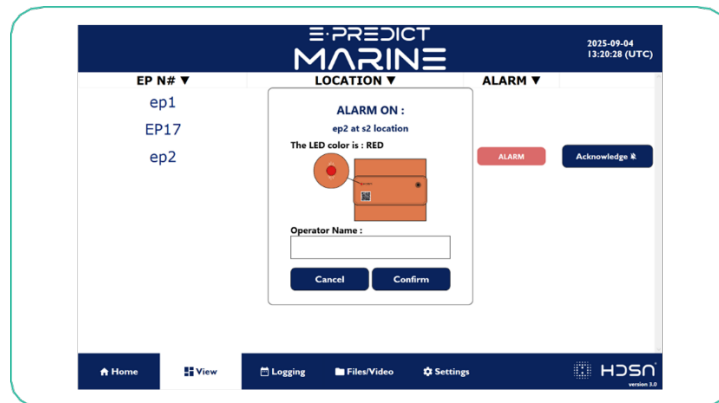 E·PREDICT
MARINE
2025-09-04
13:20:28 (UTC)
EP N# ▼
LOCATION ▼
ALARM ▼
ep1
EP17
ep2
ALARM
Acknowledge
ALARM ON :
ep2 at s2 location
The LED color is : RED
Operator Name :
Cancel
Confirm
Home
View
Logging
Files/Video
Settings
HDSN
version 3.0